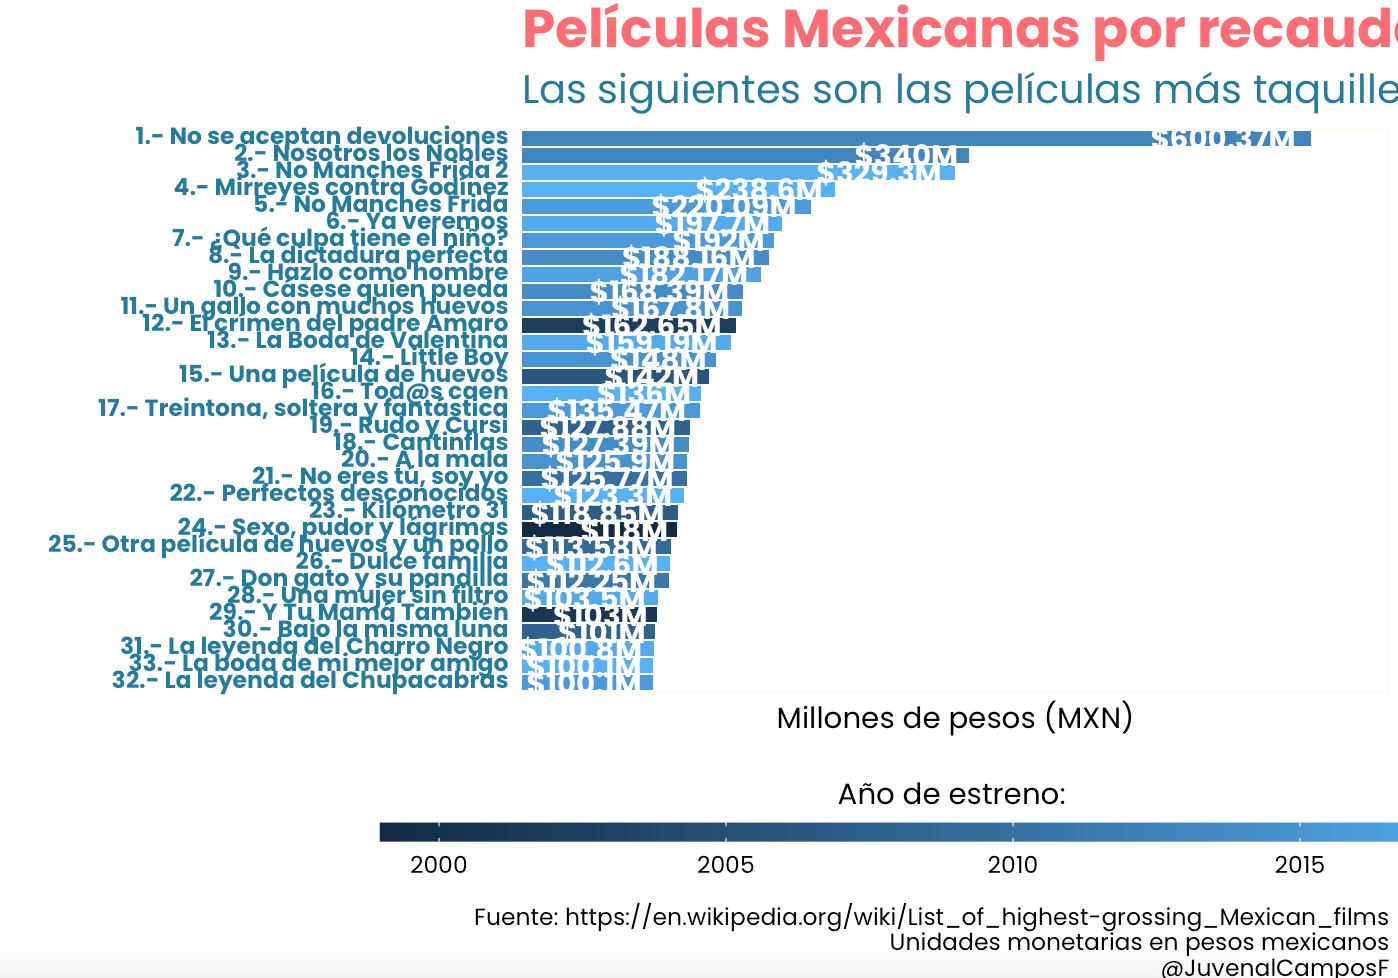 Películas Mexicanas por recaud
Las siguientes son las películas más taquille
1.- No se aceptan devoluciones $600.37M
2.- Nosotros los Nobles $340M
3.- No Manches Frida 2 $329.3M
4.- Mirreyes contra Godínez $238.6M
5.- No Manches Frida $220.09M
6.- Ya veremos $197.7M
7.- ¿Qué culpa tiene el niño? $192M
8.- La dictadura perfecta $188.16M
9.- Hazlo como hombre $182.17M
10.- Cásese quien pueda $168.39M
11.- Un gallo con muchos huevos $167.8M
12.- El crimen del padre Amaro $162.65M
13.- La Boda de Valentina $159.19M
14.- Little Boy $148M
15.- Una película de huevos $142M
16.- Tod@s caen $136M
17.- Treintona, soltera y fantástica $135.47M
19.- Rudo y Cursi $127.88M
18.- Cantinflas $127.39M
20.- A la mala $125.9M
21.- No eres tú, soy yo $125.77M
22.- Perfectos desconocidos $123.3M
23.- Kilómetro 31 $118.85M
24.- Sexo, pudor y lágrimas $118M
25.- Otra película de huevos y un pollo $113.58M
26.- Dulce familia $112.6M
27.- Don gato y su pandilla $112.25M
28.- Una mujer sin filtro $103.5M
29.- Y Tu Mamá También $103M
30.- Bajo la misma luna $101M
31.- La leyenda del Charro Negro $100.8M
33.- La boda de mi mejor amigo $100.1M
32.- La leyenda del Chupacabras $100.1M
Millones de pesos (MXN)
Año de estreno:
2000 2005 2010 2015
Fuente: https://en.wikipedia.org/wiki/List_of_highest-grossing_Mexican_films
Unidades monetarias en pesos mexicanos
@JuvenalCamposF